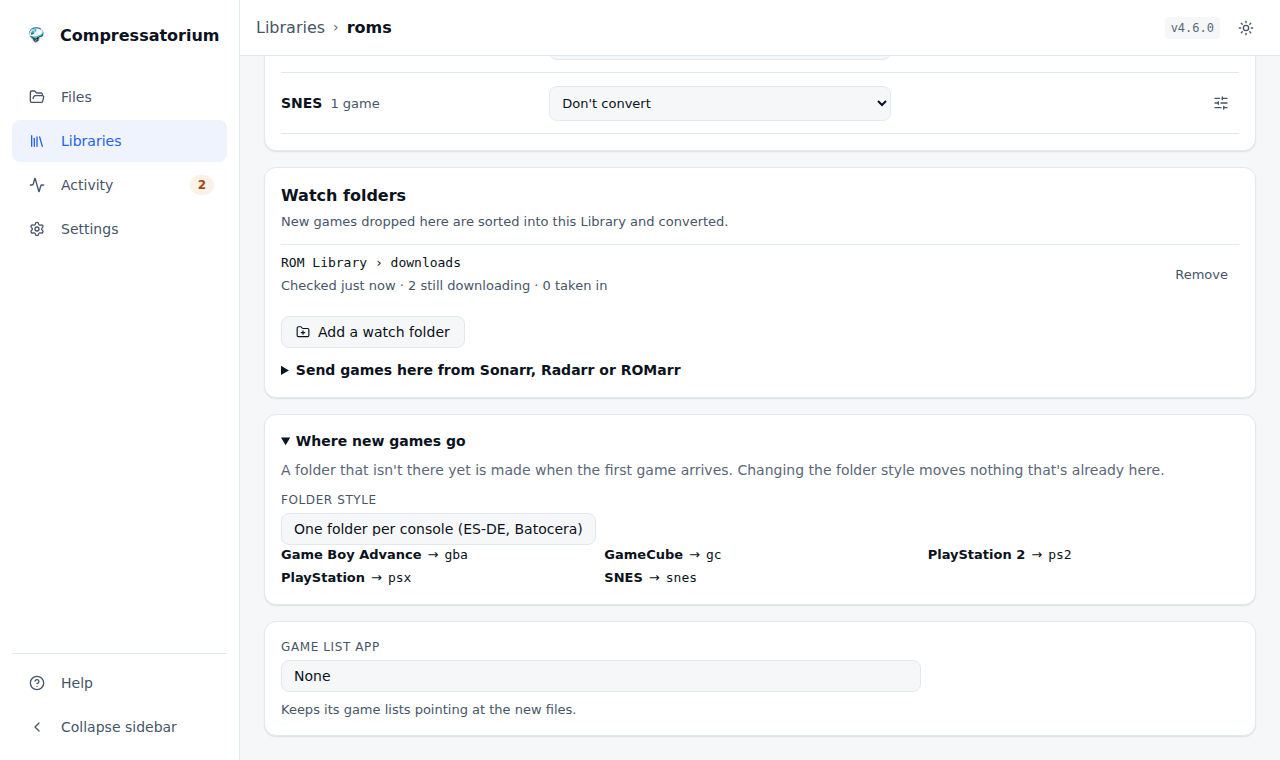 Compressatorium
Libraries › roms
v4.6.0
Files
Libraries
Activity 2
Settings
Help
Collapse sidebar
SNES 1 game
Don't convert
Watch folders
New games dropped here are sorted into this Library and converted.
ROM Library › downloads
Checked just now · 2 still downloading · 0 taken in
Remove
Add a watch folder
Send games here from Sonarr, Radarr or ROMarr
Where new games go
A folder that isn't there yet is made when the first game arrives. Changing the folder style moves nothing that's already here.
FOLDER STYLE
One folder per console (ES-DE, Batocera)
Game Boy Advance → gba
GameCube → gc
PlayStation 2 → ps2
PlayStation → psx
SNES → snes
GAME LIST APP
None
Keeps its game lists pointing at the new files.